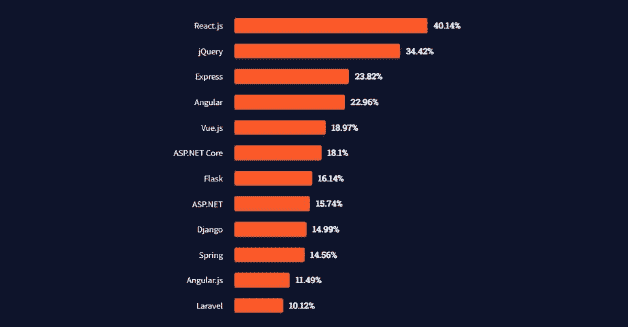 React.js 40.14%
jQuery 34.42%
Express 23.82%
Angular 22.96%
Vue.js 18.97%
ASP.NET Core 18.1%
Flask 16.14%
ASP.NET 15.74%
Django 14.99%
Spring 14.56%
Angular.js 11.49%
Laravel 10.12%